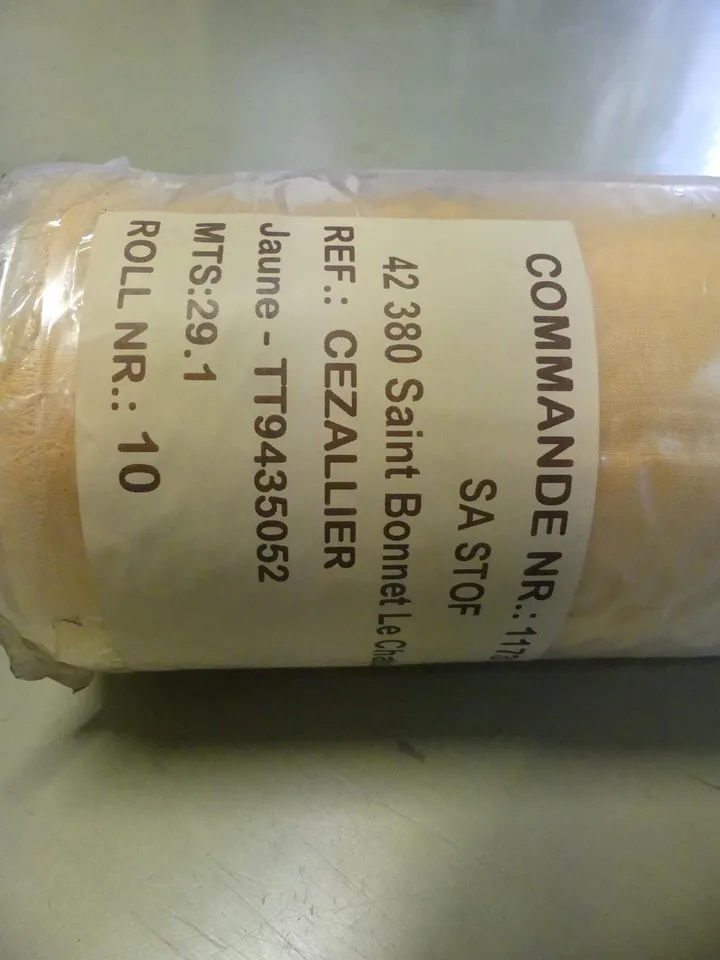 COMMANDE NR.: 117
SA STOF
42 380 Saint Bonnet Le
REF.: CEZALLIER
Jaune - TT9435052
MTS:29.1
ROLL NR.: 10